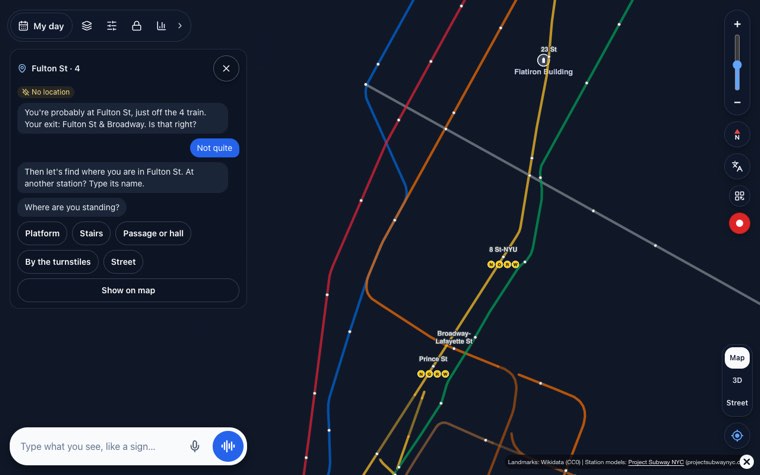 My day
Fulton St · 4
No location
You're probably at Fulton St, just off the 4 train.
Your exit: Fulton St & Broadway. Is that right?
Not quite
Then let's find where you are in Fulton St. At
another station? Type its name.
Where are you standing?
Platform
Stairs
Passage or hall
By the turnstiles
Street
Show on map
Type what you see, like a sign...
23 St
Flatiron Building
8 St-NYU
N Q R W
Broadway-
Lafayette St
Prince St
N Q R W
N
Map
3D
Street
Landmarks: Wikidata (CC0) | Station models: Project Subway NYC (projectsubwaynyc.c